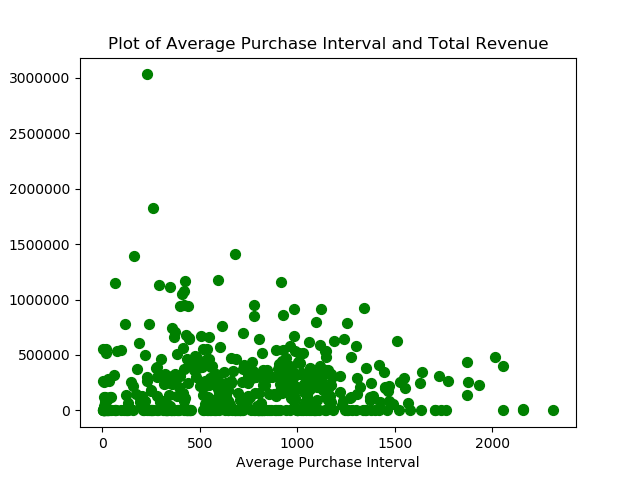 Plot of Average Purchase Interval and Total Revenue
3000000
2500000
2000000
1500000
1000000
500000
0
0 500 1000 1500 2000
Average Purchase Interval